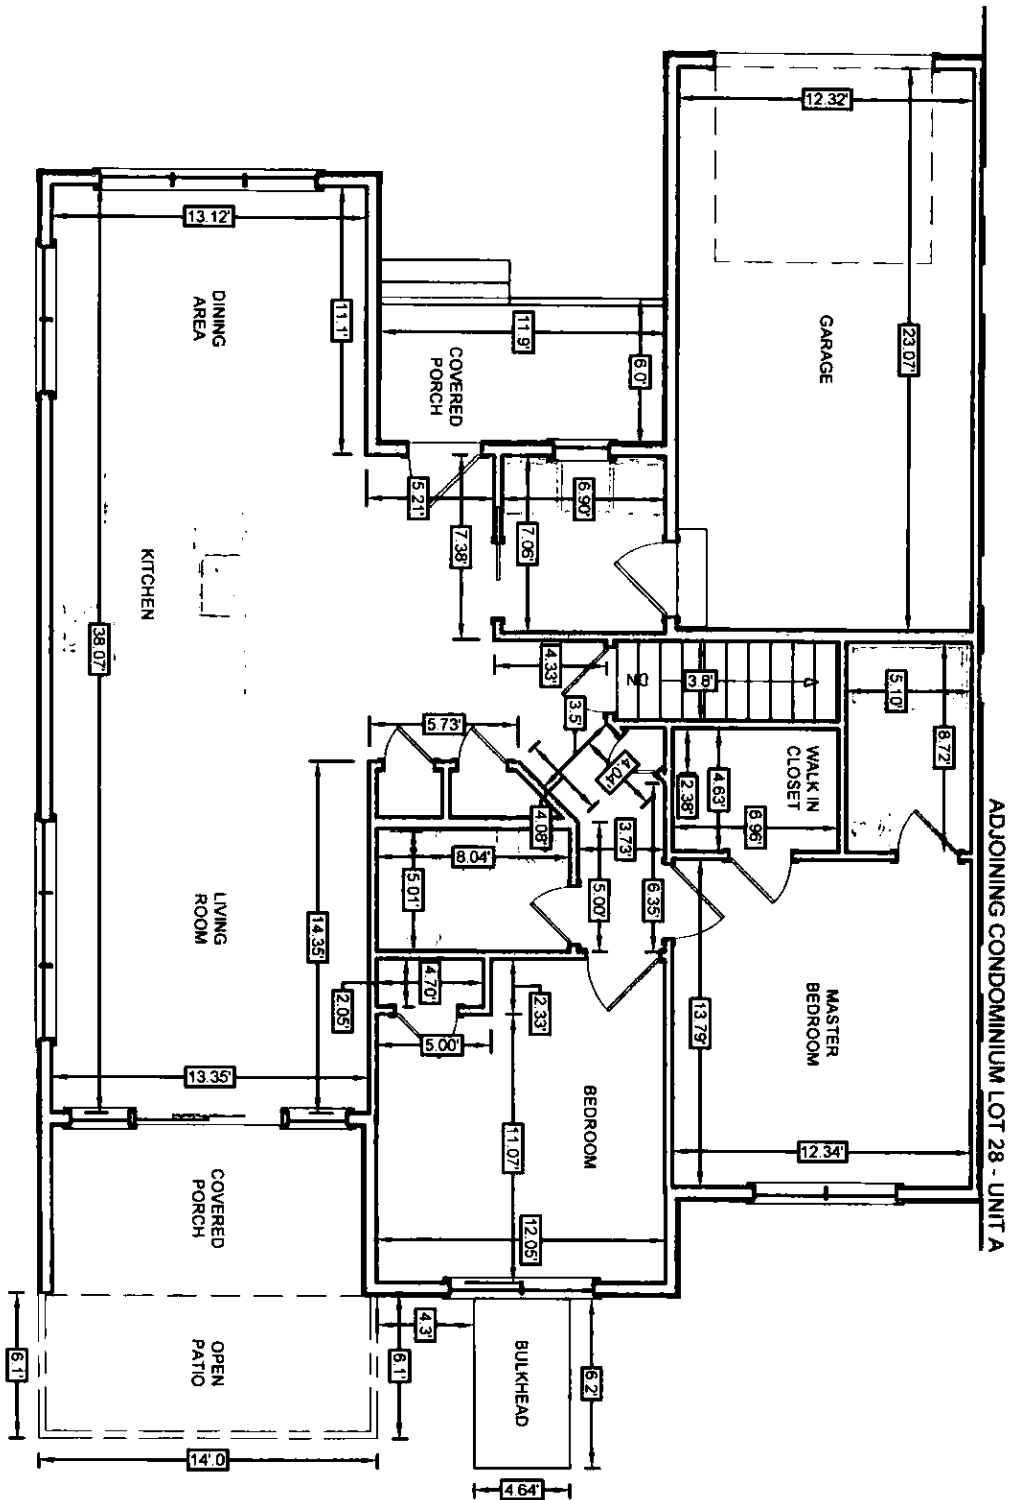 ADJOINING CONDOMINIUM LOT 28 - UNIT A
12.32'
23.07'
GARAGE
13.12'
11.1'
DINING
AREA
11.9'
6.0'
COVERED
PORCH
5.21'
7.38'
6.90'
7.06'
KITCHEN
38.07'
4.33'
DN
3.8'
5.10'
8.72'
3.5'
5.73'
4.04'
WALK IN
CLOSET
4.63'
2.38'
6.96'
4.08'
3.73'
8.04'
5.01'
5.00'
6.35'
LIVING
ROOM
14.35'
4.70'
2.05'
2.33'
5.00'
13.79'
MASTER
BEDROOM
13.35'
BEDROOM
11.07'
12.34'
12.05'
COVERED
PORCH
4.3'
6.1'
6.1'
OPEN
PATIO
BULKHEAD
6.2'
14'.0
4.64'